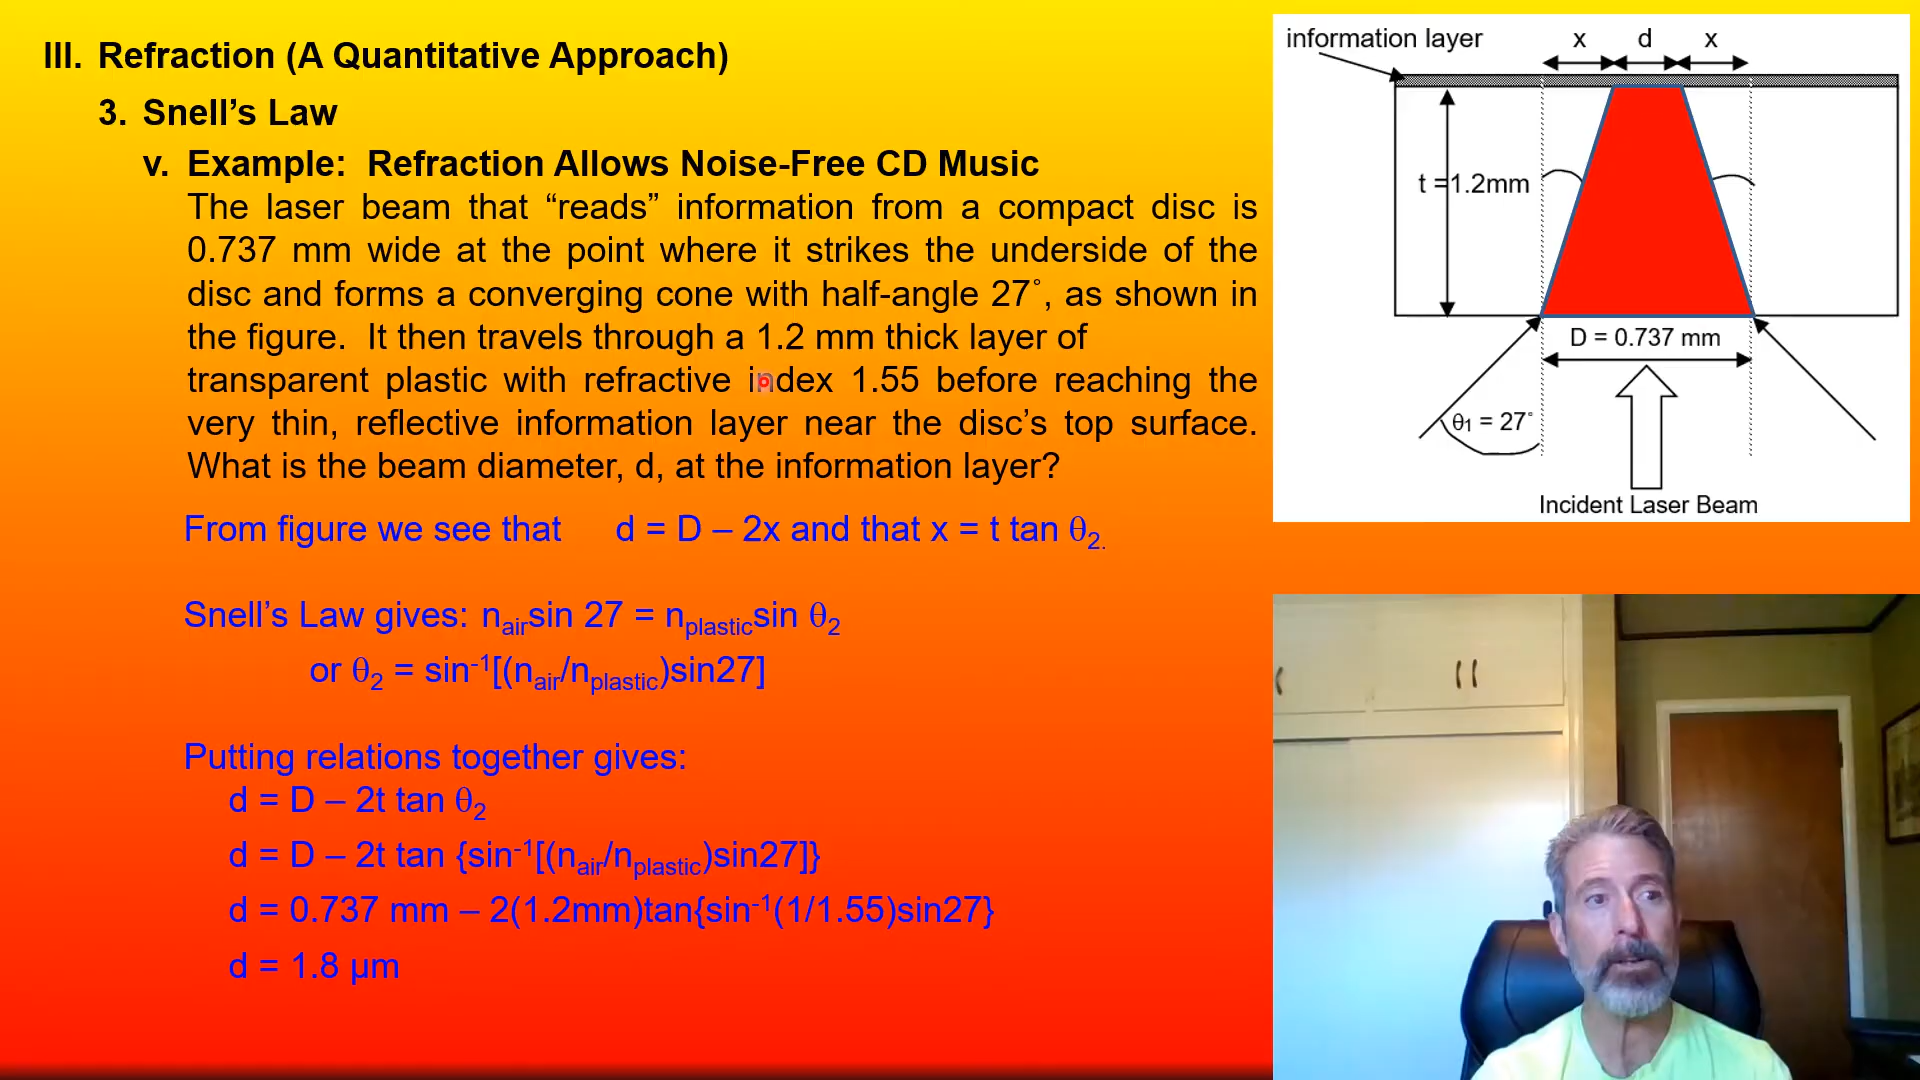 III. Refraction (A Quantitative Approach)
3. Snell’s Law
v. Example: Refraction Allows Noise-Free CD Music
The laser beam that “reads” information from a compact disc is
0.737 mm wide at the point where it strikes the underside of the
disc and forms a converging cone with half-angle 27˚, as shown in
the figure. It then travels through a 1.2 mm thick layer of
transparent plastic with refractive index 1.55 before reaching the
very thin, reflective information layer near the disc’s top surface.
What is the beam diameter, d, at the information layer?
From figure we see that d = D – 2x and that x = t tan θ₂.
Snell’s Law gives: nairsin 27 = nplasticsin θ₂
or θ₂ = sin⁻¹[(nair/nplastic)sin27]
Putting relations together gives:
d = D – 2t tan θ₂
d = D – 2t tan {sin⁻¹[(nair/nplastic)sin27]}
d = 0.737 mm – 2(1.2mm)tan{sin⁻¹(1/1.55)sin27}
d = 1.8 μm
information layer
x d x
t =1.2mm
D = 0.737 mm
θ₁ = 27˚
Incident Laser Beam